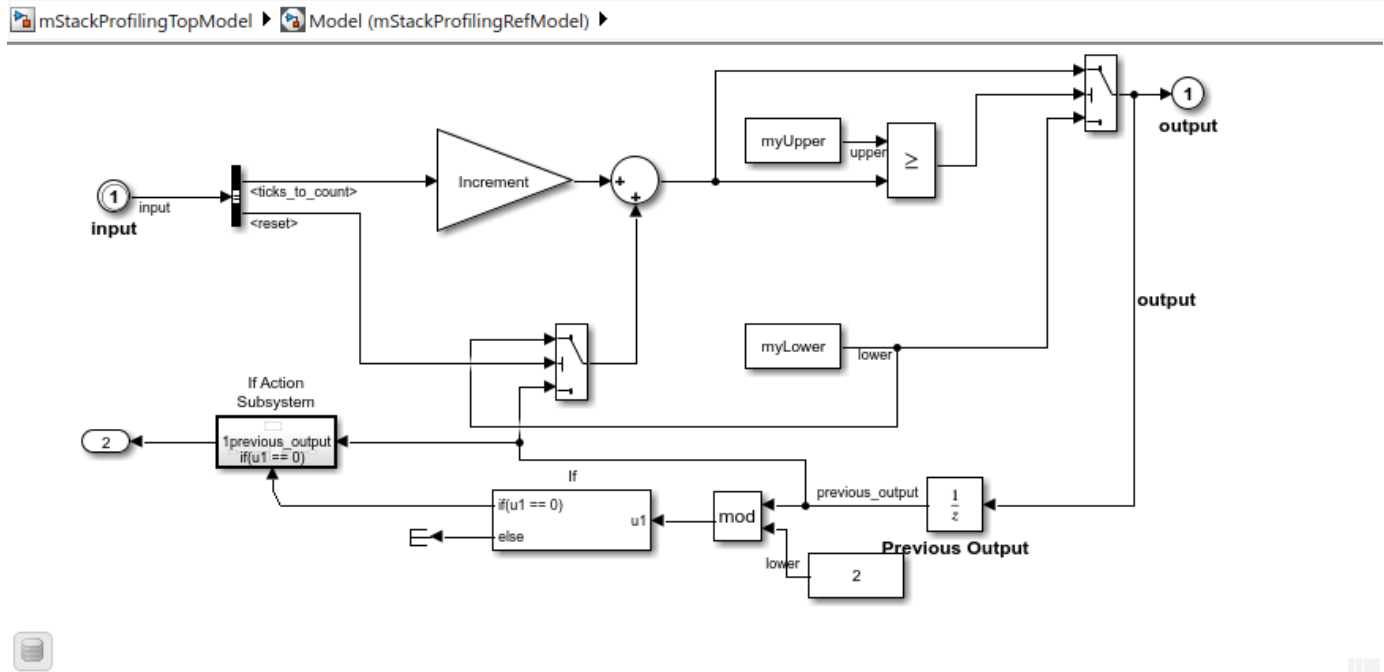 mStackProfilingTopModel Model (mStackProfilingRefModel)
1
output
myUpper
upper
≥
Increment
+
+
1
input
input
<ticks_to_count>
<reset>
output
myLower
lower
If Action
Subsystem
1previous_output
if(u1 == 0)
2
If
if(u1 == 0)
else
u1
mod
previous_output
1
z
Previous Output
lower
2